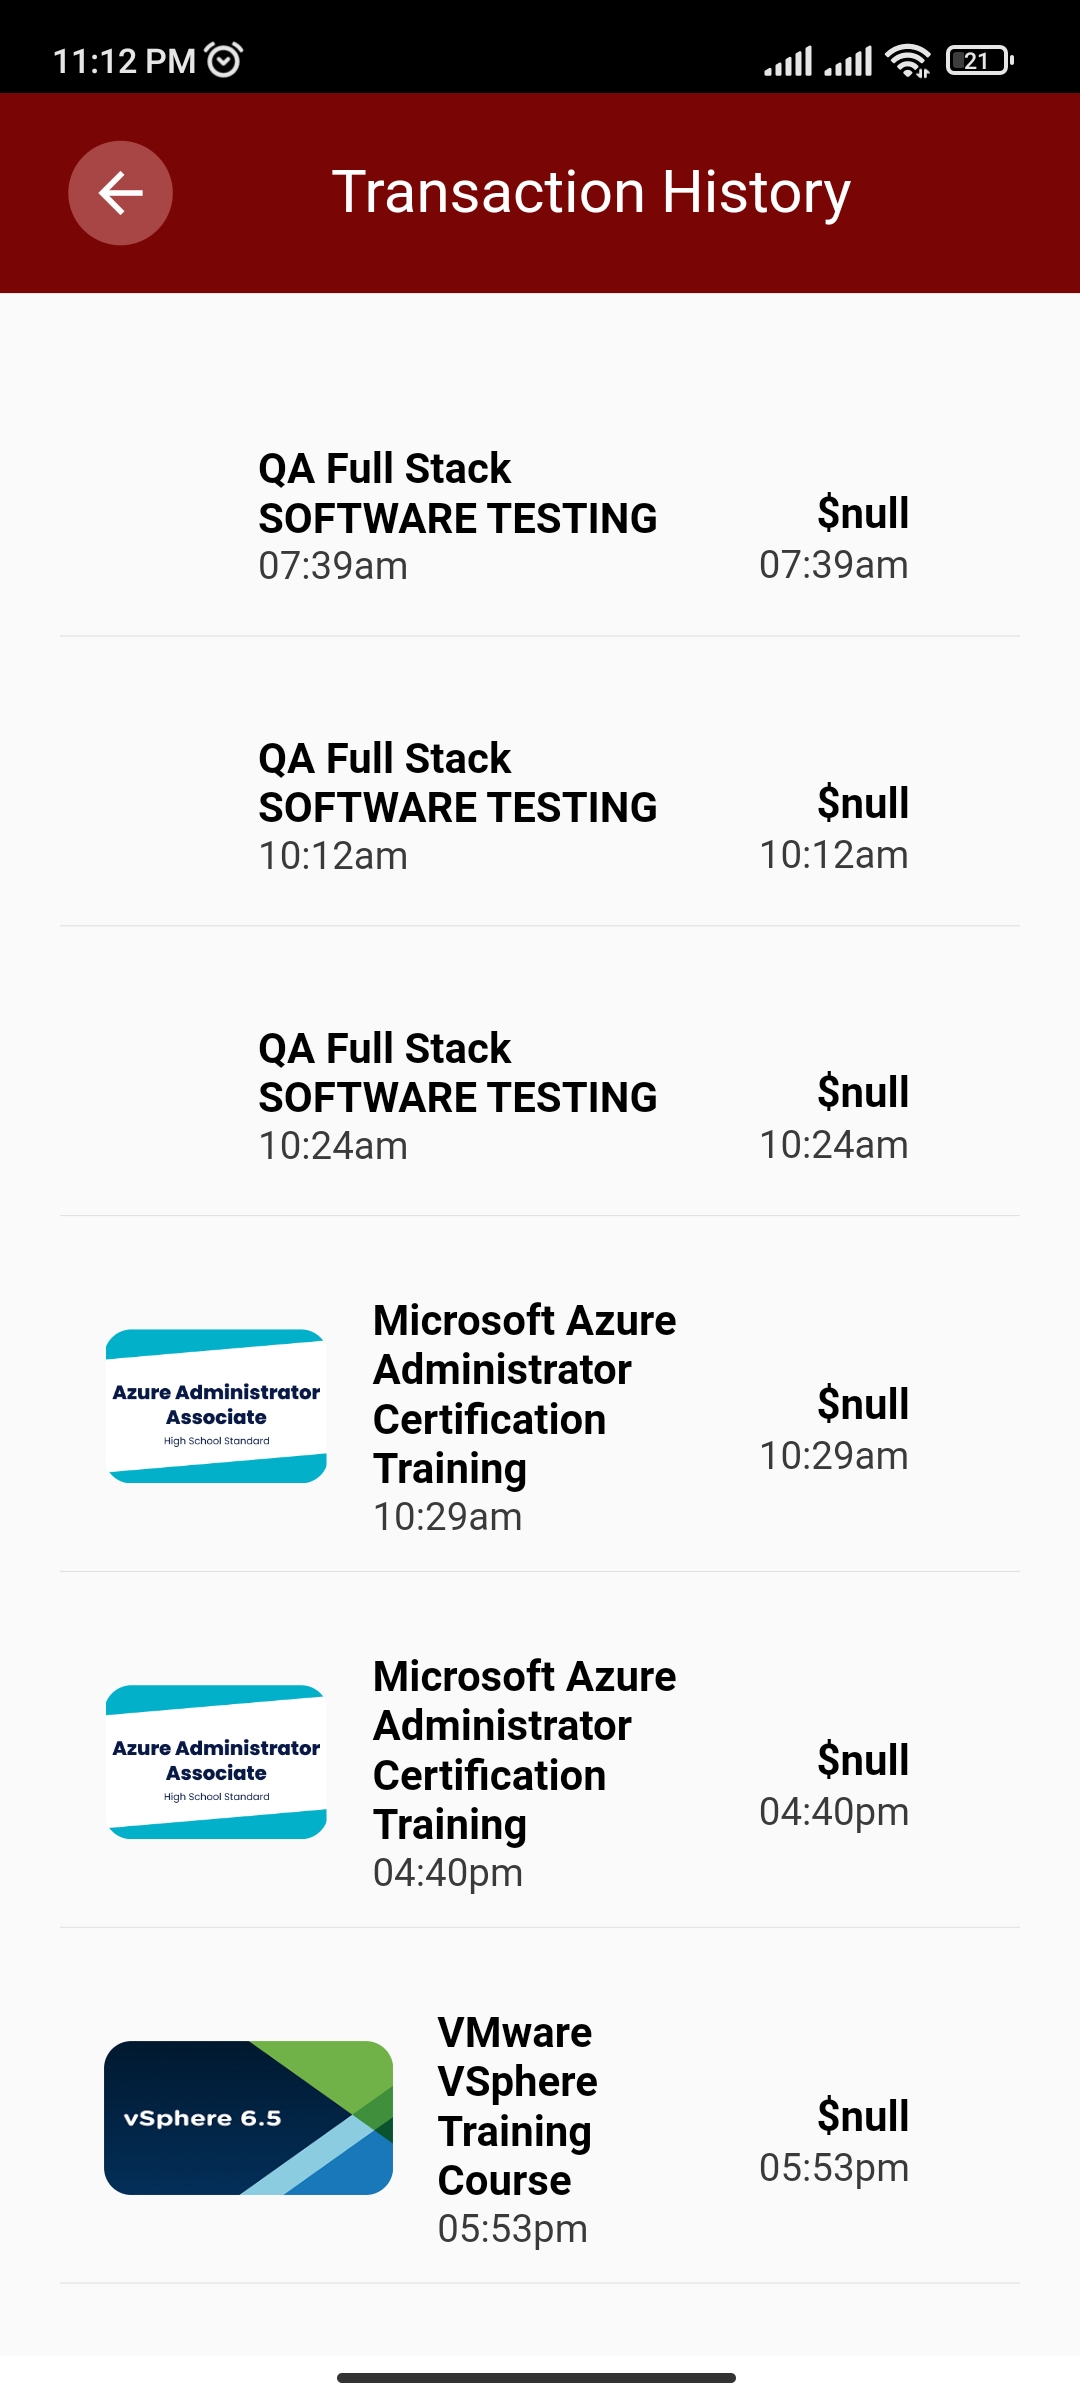 11:12 PM
21
Transaction History
QA Full Stack
SOFTWARE TESTING
07:39am
$null
07:39am
QA Full Stack
SOFTWARE TESTING
10:12am
$null
10:12am
QA Full Stack
SOFTWARE TESTING
10:24am
$null
10:24am
Azure Administrator
Associate
High School Standard
Microsoft Azure
Administrator
Certification
Training
10:29am
$null
10:29am
Azure Administrator
Associate
High School Standard
Microsoft Azure
Administrator
Certification
Training
04:40pm
$null
04:40pm
vSphere 6.5
VMware
VSphere
Training
Course
05:53pm
$null
05:53pm